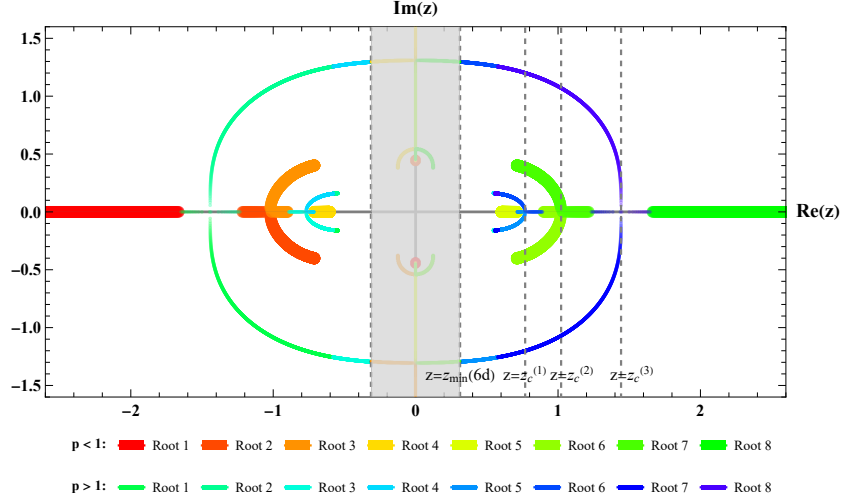 Im(z)
1.5
1.0
0.5
0.0
Re(z)
−0.5
−1.0
−1.5
z=z_min(6d) z=z_c^(1) z=z_c^(2) z=z_c^(3)
−2 −1 0 1 2
p < 1: Root 1 Root 2 Root 3 Root 4 Root 5 Root 6 Root 7 Root 8
p > 1: Root 1 Root 2 Root 3 Root 4 Root 5 Root 6 Root 7 Root 8